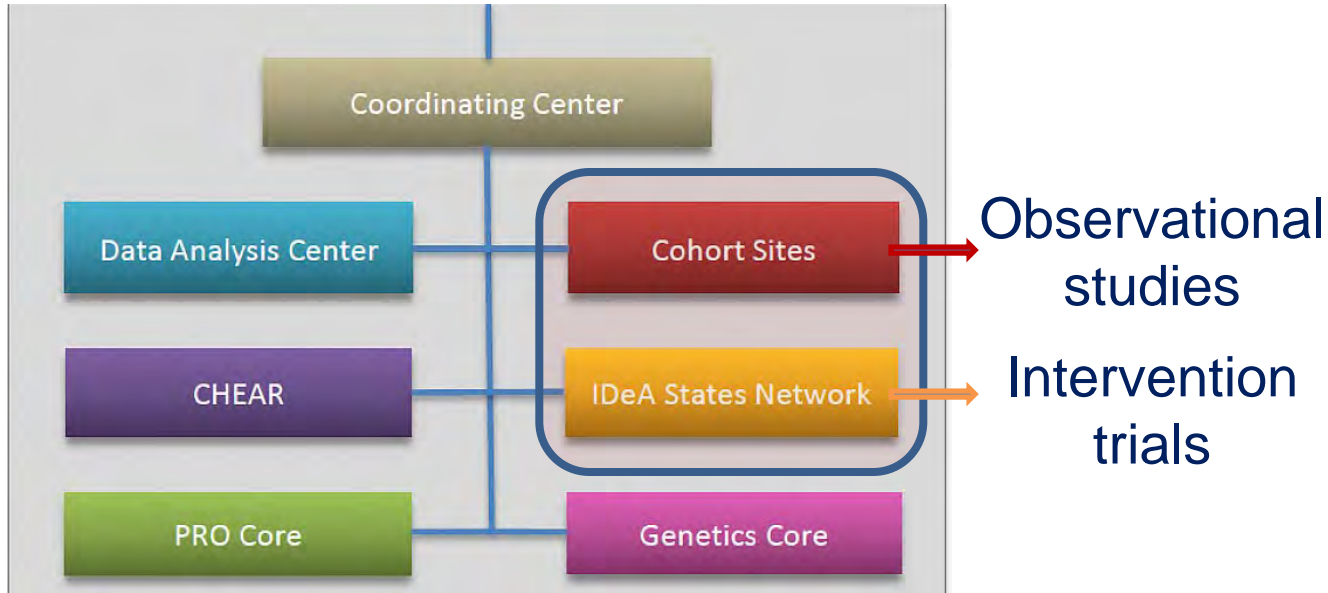 Coordinating Center
Data Analysis Center
Cohort Sites
Observational
studies
CHEAR
IDeA States Network
Intervention
trials
PRO Core
Genetics Core